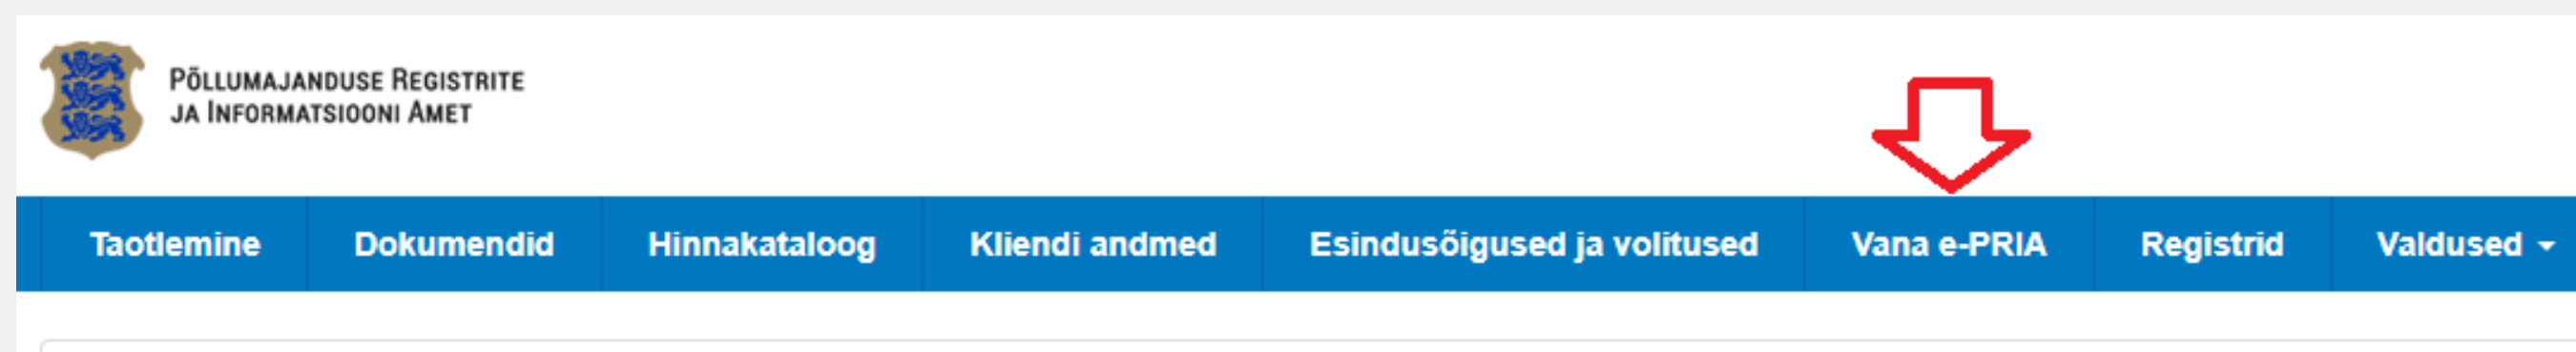 PÕLLUMAJANDUSE REGISTRITE
JA INFORMATSIOONI AMET
Taotlemine Dokumendid Hinnakataloog Kliendi andmed Esindusõigused ja volitused Vana e-PRIA Registrid Valdused